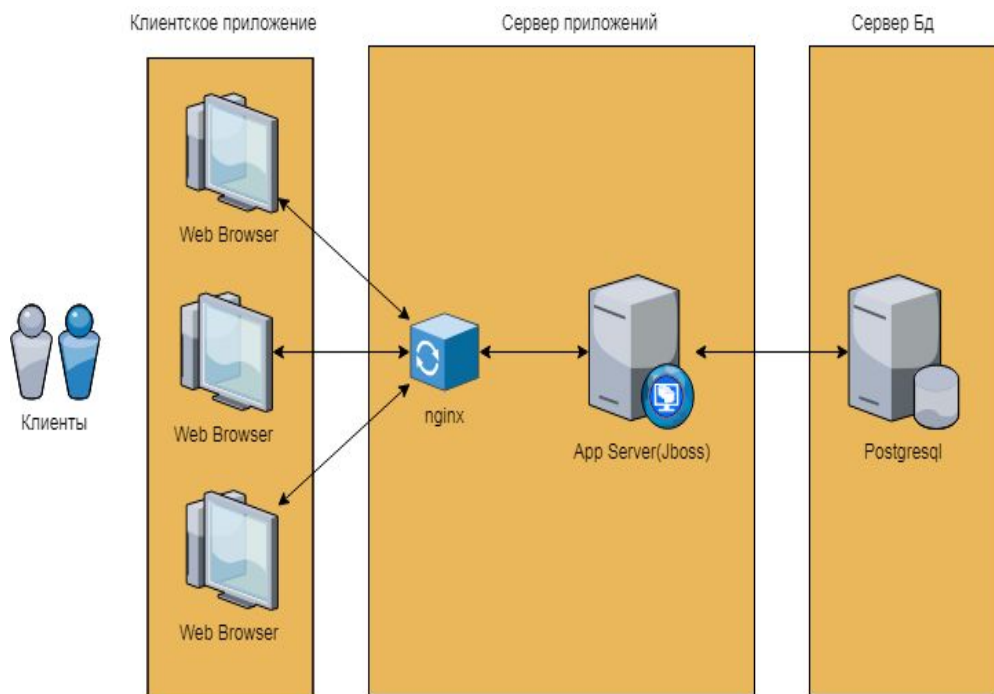 Клиентское приложение
Сервер приложений
Сервер Бд
Web Browser
Web Browser
Web Browser
Клиенты
nginx
App Server(Jboss)
Postgresql